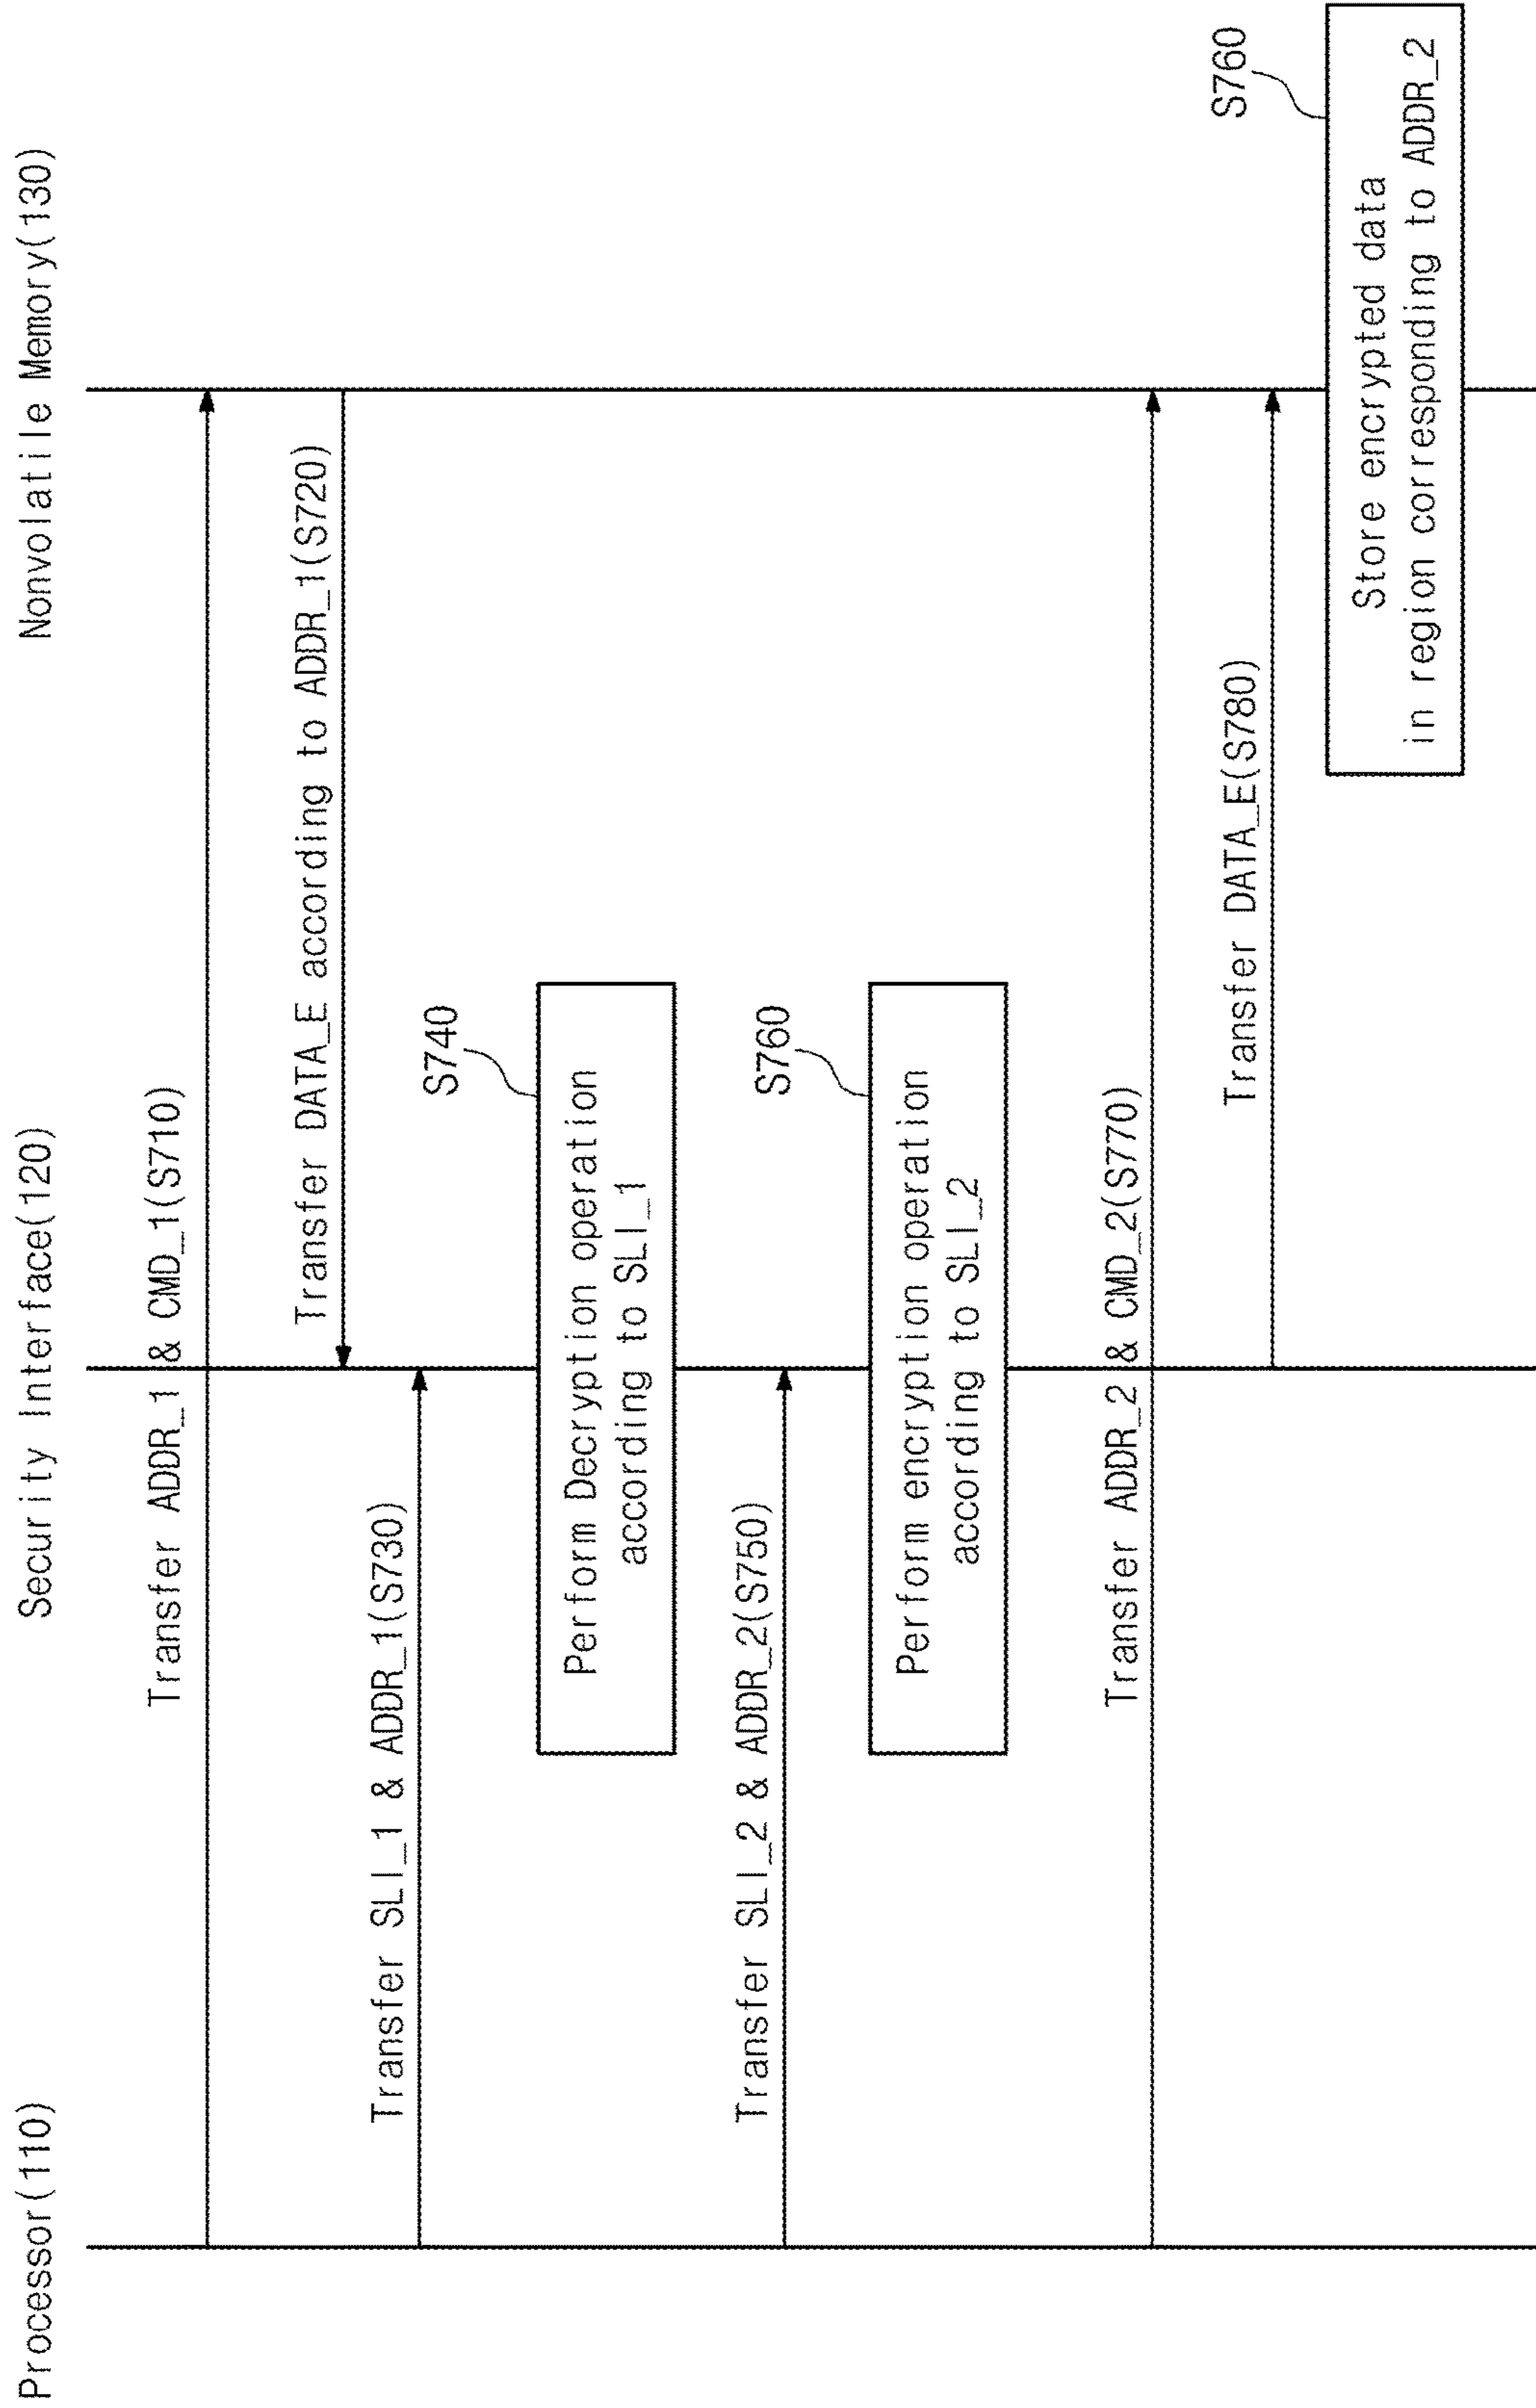 Processor(110)
Security Interface(120)
Nonvolatile Memory(130)
Transfer ADDR_1 & CMD_1(S710)
Transfer DATA_E according to ADDR_1(S720)
Transfer SLI_1 & ADDR_1(S730)
S740
Perform Decryption operation
according to SLI_1
Transfer SLI_2 & ADDR_2(S750)
S760
Perform encryption operation
according to SLI_2
Transfer ADDR_2 & CMD_2(S770)
Transfer DATA_E(S780)
S760
Store encrypted data
in region corresponding to ADDR_2